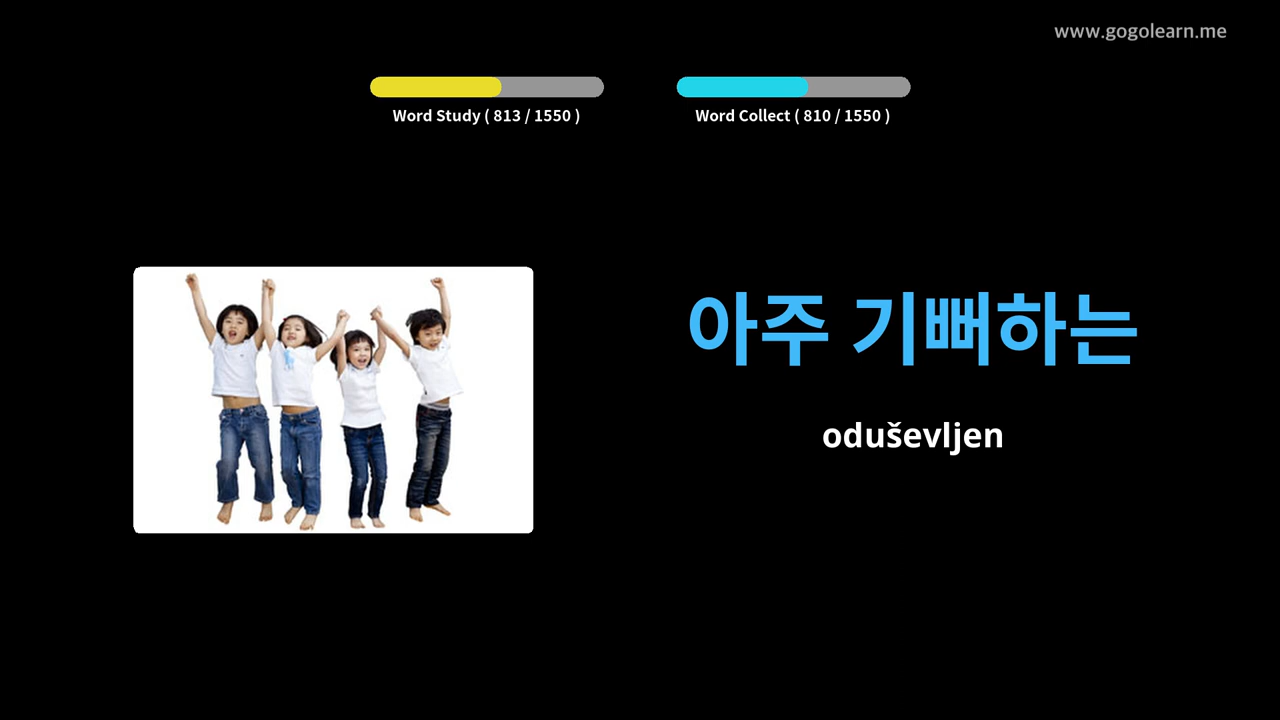 www.gogolearn.me
Word Study ( 813 / 1550 )
Word Collect ( 810 / 1550 )
아주 기뻐하는
oduševljen